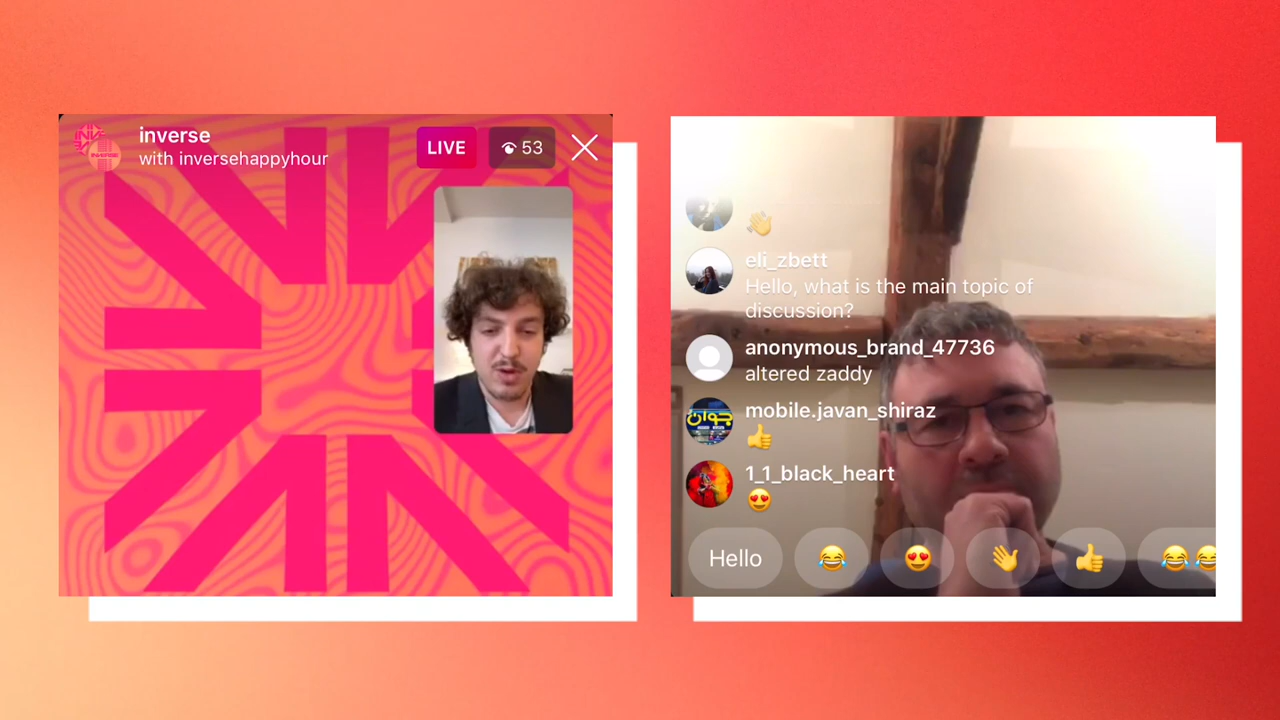 inverse
with inversehappyhour
LIVE
53
eli_zbett
Hello, what is the main topic of
discussion?
anonymous_brand_47736
altered zaddy
mobile.javan_shiraz
جوان
1_1_black_heart
Hello